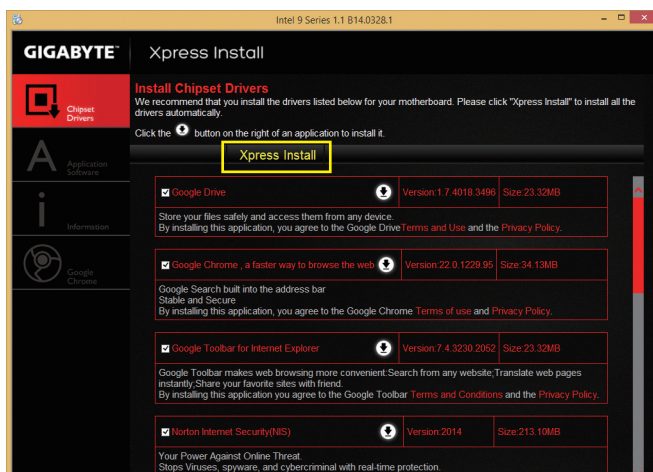 Intel 9 Series 1.1 B14.0328.1
GIGABYTE™
Xpress Install
Chipset
Drivers
Application
Software
Information
Google
Chrome
Install Chipset Drivers
We recommend that you install the drivers listed below for your motherboard. Please click "Xpress Install" to install all the
drivers automatically.
Click the button on the right of an application to install it.
Xpress Install
Google Drive Version:1.7.4018.3496 Size:23.32MB
Store your files safely and access them from any device.
By installing this application, you agree to the Google DriveTerms and Use and the Privacy Policy.
Google Chrome , a faster way to browse the web Version:22.0.1229.95 Size:34.13MB
Google Search built into the address bar
Stable and Secure
By installing this application, you agree to the Google Chrome Terms of use and Privacy Policy.
Google Toolbar for Internet Explorer Version:7.4.3230.2052 Size:23.32MB
Google Toolbar makes web browsing more convenient:Search from any website;Translate web pages
instantly;Share your favorite sites with friend.
By installing this application you agree to the Google Toolbar Terms and Conditions and the Privacy Policy.
Norton Internet Security(NIS) Version:2014 Size:213.10MB
Your Power Against Online Threat.
Stops Viruses, spyware, and cybercriminal with real-time protection.